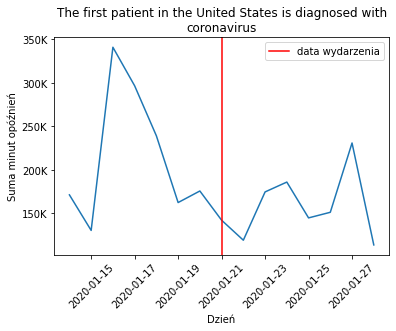 The first patient in the United States is diagnosed with
coronavirus
350K
300K
250K
200K
150K
Suma minut opóźnień
data wydarzenia
2020-01-15
2020-01-17
2020-01-19
2020-01-21
2020-01-23
2020-01-25
2020-01-27
Dzień